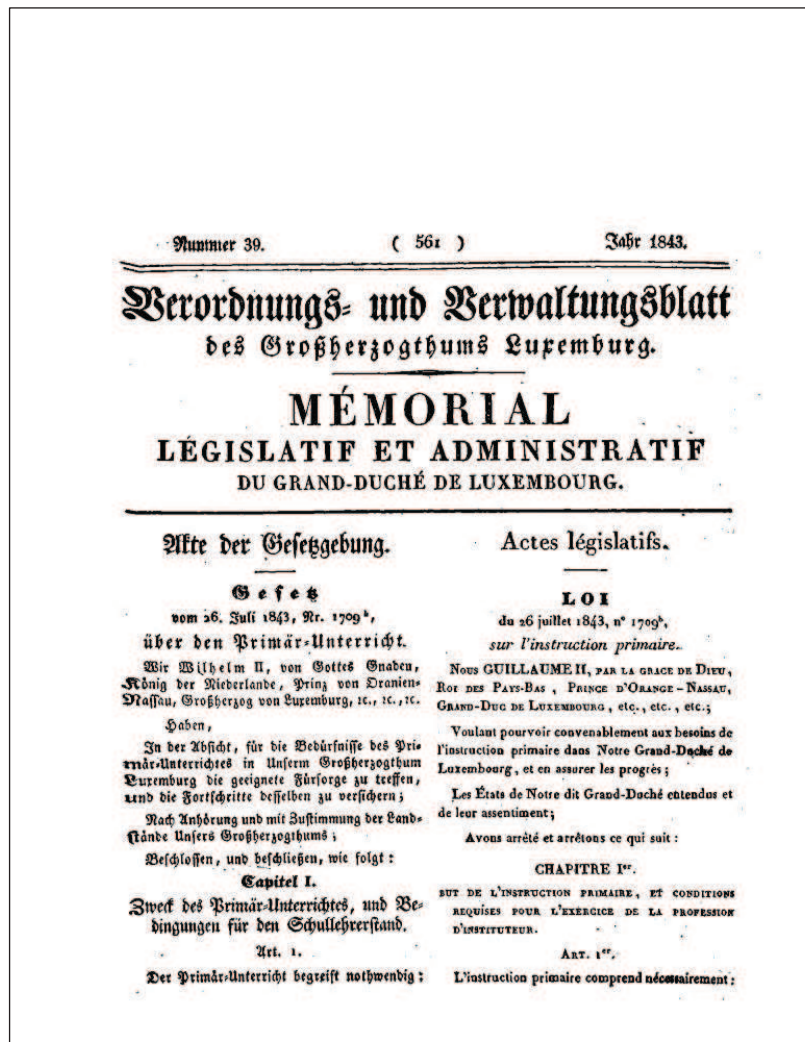 Nummer 39. ( 561 ) Jahr 1843.
Verordnungs- und Verwaltungsblatt
des Großherzogthums Luxemburg.
MÉMORIAL
LÉGISLATIF ET ADMINISTRATIF
DU GRAND-DUCHÉ DE LUXEMBOURG.
Akte der Gesetzgebung.
Gesetz
vom 26. Juli 1843, Nr. 1709b,
über den Primär-Unterricht.
Wir Wilhelm II, von Gottes Gnaden,
König der Niederlande, Prinz von Oranien-
Nassau, Großherzog von Luxemburg, ꝛc., ꝛc., ꝛc.
Haben,
In der Absicht, für die Bedürfnisse des Pri-
mär-Unterrichtes in Unserm Großherzogthum
Luxemburg die geeignete Fürsorge zu treffen,
und die Fortschritte desselben zu versichern;
Nach Anhörung und mit Zustimmung der Land-
stände Unsers Großherzogthums;
Beschlossen, und beschließen, wie folgt:
Capitel I.
Zweck des Primär-Unterrichtes, und Be-
dingungen für den Schullehrerstand.
Art. 1.
Der Primär-Unterricht begreift nothwendig:
Actes législatifs.
LOI
du 26 juillet 1843, n° 1709b,
sur l'instruction primaire.
Nous GUILLAUME II, PAR LA GRACE DE DIEU,
ROI DES PAYS-BAS, PRINCE D'ORANGE-NASSAU,
GRAND-DUC DE LUXEMBOURG, etc., etc., etc.;
Voulant pourvoir convenablement aux besoins de
l'instruction primaire dans Notre Grand-Duché de
Luxembourg, et en assurer les progrès;
Les États de Notre dit Grand-Duché entendus et
de leur assentiment;
Avons arrêté et arrêtons ce qui suit:
CHAPITRE Ier.
BUT DE L'INSTRUCTION PRIMAIRE, ET CONDITIONS
REQUISES POUR L'EXERCICE DE LA PROFESSION
D'INSTITUTEUR.
ART. 1er.
L'instruction primaire comprend nécessairement: